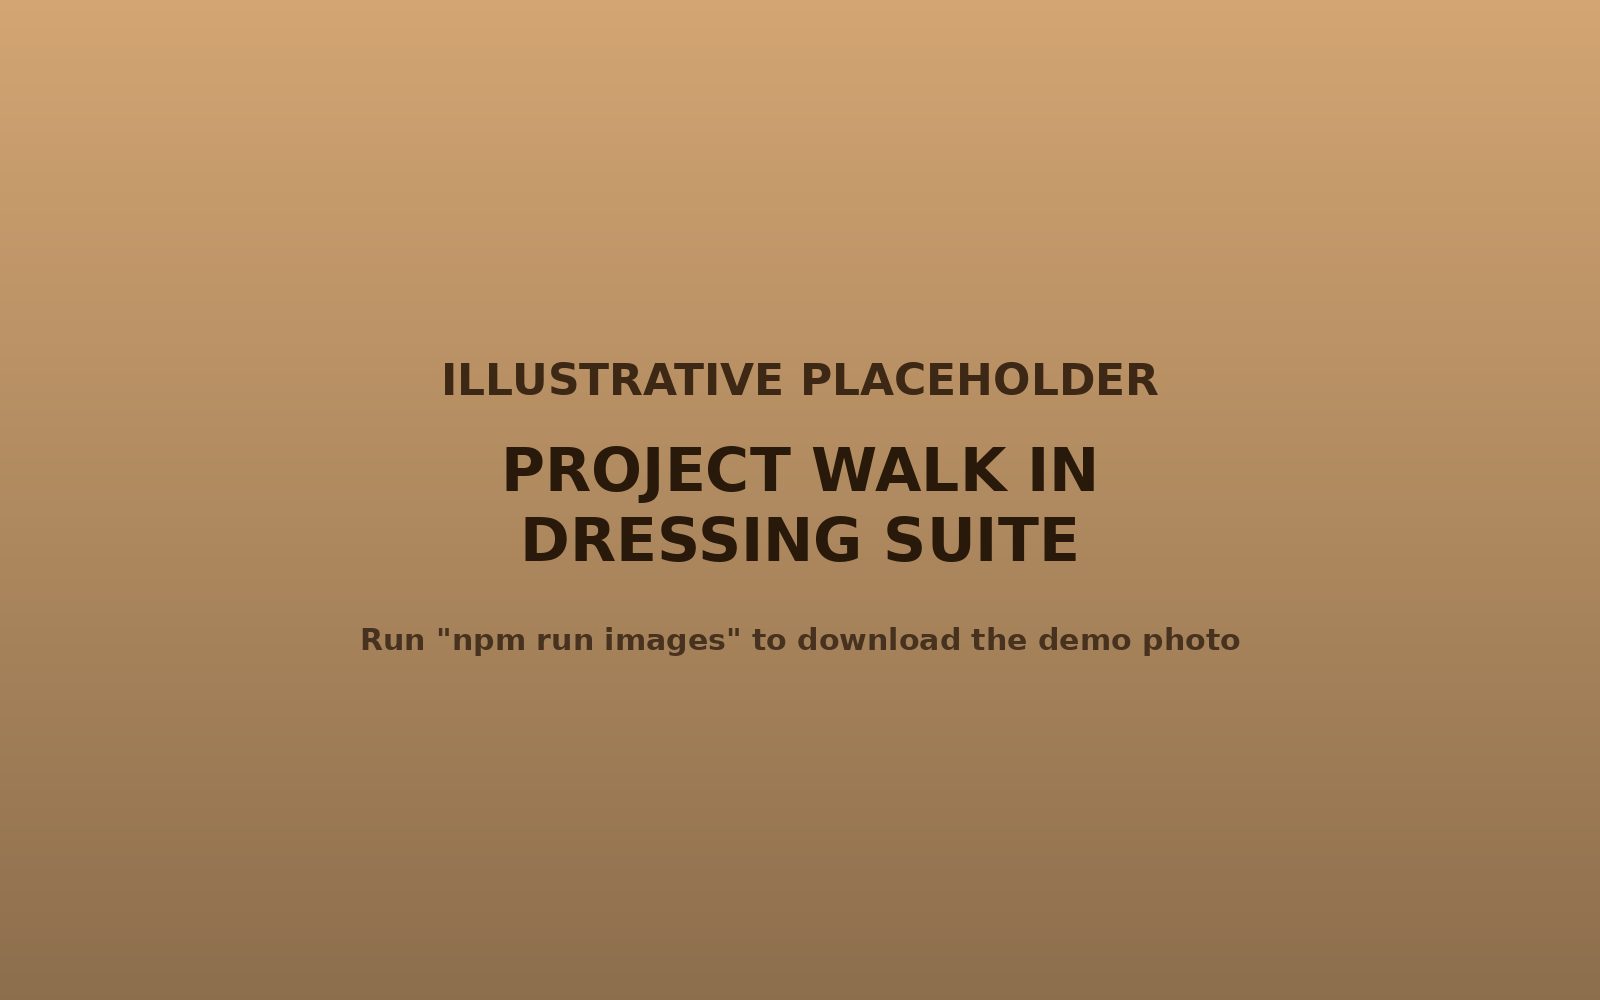 ILLUSTRATIVE PLACEHOLDER
PROJECT WALK IN
DRESSING SUITE
Run "npm run images" to download the demo photo